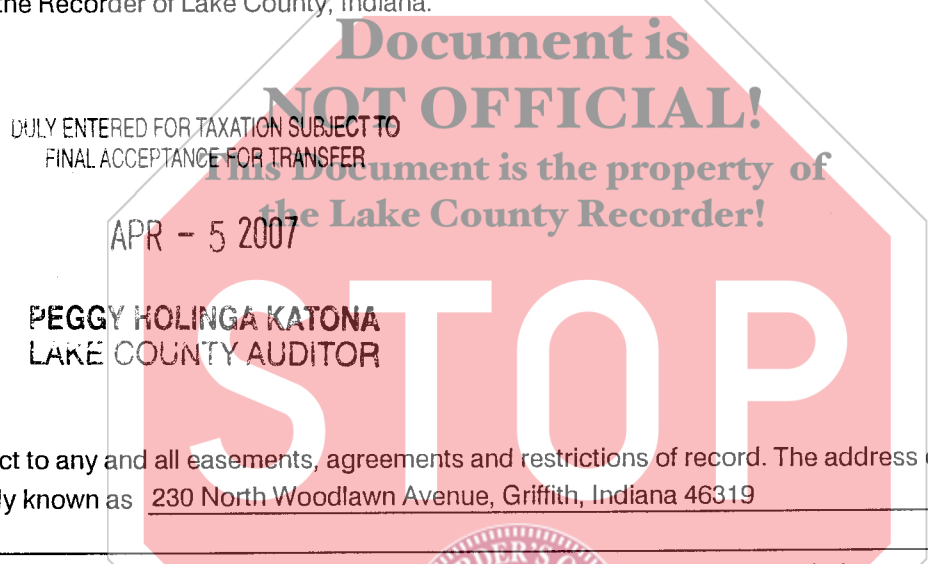 the Recorder of Lake County, Indiana.
Document is
NOT OFFICIAL!
DULY ENTERED FOR TAXATION SUBJECT TO
FINAL ACCEPTANCE FOR TRANSFER
This Document is the property of
the Lake County Recorder!
APR - 5 2007
STOP
PEGGY HOLINGA KATONA
LAKE COUNTY AUDITOR
ct to any and all easements, agreements and restrictions of record. The address
ly known as 230 North Woodlawn Avenue, Griffith, Indiana 46319